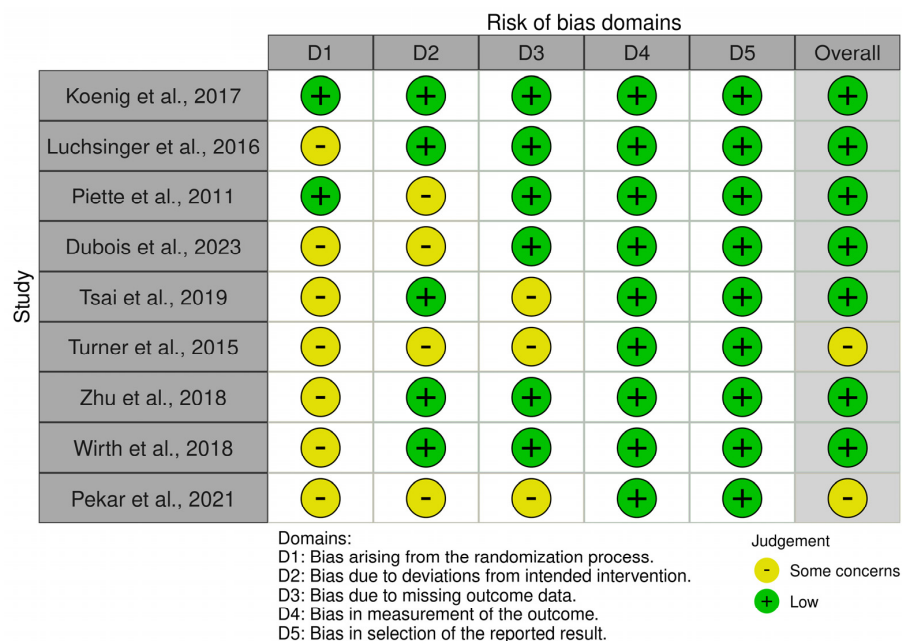 Risk of bias domains
D1 D2 D3 D4 D5 Overall
Study
Koenig et al., 2017 + + + + + +
Luchsinger et al., 2016 - + + + + +
Piette et al., 2011 + - + + + +
Dubois et al., 2023 - - + + + +
Tsai et al., 2019 - + - + + +
Turner et al., 2015 - - - + + -
Zhu et al., 2018 - + + + + +
Wirth et al., 2018 - + + + + +
Pekar et al., 2021 - - - + + -
Domains:
D1: Bias arising from the randomization process.
D2: Bias due to deviations from intended intervention.
D3: Bias due to missing outcome data.
D4: Bias in measurement of the outcome.
D5: Bias in selection of the reported result.
Judgement
- Some concerns
+ Low